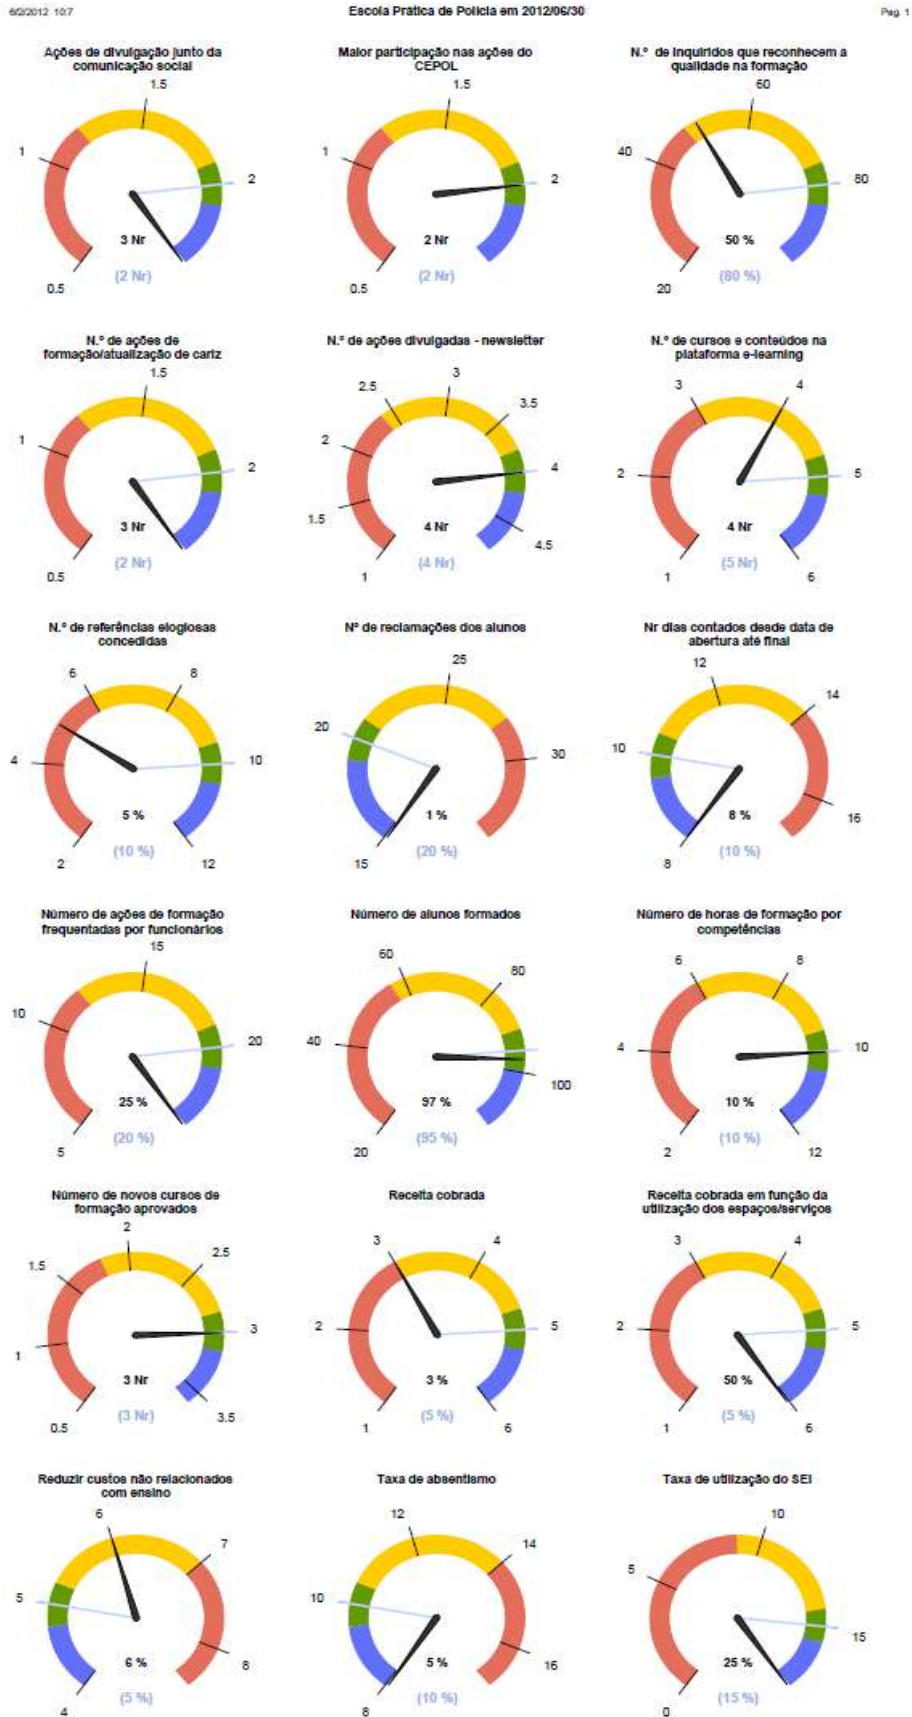 6/2/2012 10:7
Escola Prática de Polícia em 2012/06/30
Pag. 1
Ações de divulgação junto da
comunicação social
0.5
1
1.5
2
3 Nr
(2 Nr)
Maior participação nas ações do
CEPOL
0.5
1
1.5
2
2 Nr
(2 Nr)
N.º de inquiridos que reconhecem a
qualidade na formação
20
40
60
80
50 %
(80 %)
N.º de ações de
formação/atualização de cariz
0.5
1
1.5
2
3 Nr
(2 Nr)
N.º de ações divulgadas - newsletter
1
1.5
2
2.5
3
3.5
4
4.5
4 Nr
(4 Nr)
N.º de cursos e conteúdos na
plataforma e-learning
1
2
3
4
5
6
4 Nr
(5 Nr)
N.º de referências elogiosas
concedidas
2
4
6
8
10
12
5 %
(10 %)
Nº de reclamações dos alunos
15
20
25
30
1 %
(20 %)
Nr dias contados desde data de
abertura até final
8
10
12
14
16
8 %
(10 %)
Número de ações de formação
frequentadas por funcionários
5
10
15
20
25 %
(20 %)
Número de alunos formados
20
40
60
80
100
97 %
(95 %)
Número de horas de formação por
competências
2
4
6
8
10
12
10 %
(10 %)
Número de novos cursos de
formação aprovados
0.5
1
1.5
2
2.5
3
3.5
3 Nr
(3 Nr)
Receita cobrada
1
2
3
4
5
6
3 %
(5 %)
Receita cobrada em função da
utilização dos espaços/serviços
1
2
3
4
5
6
50 %
(5 %)
Reduzir custos não relacionados
com ensino
4
5
6
7
8
6 %
(5 %)
Taxa de absentismo
8
10
12
14
16
5 %
(10 %)
Taxa de utilização do SEI
0
5
10
15
25 %
(15 %)